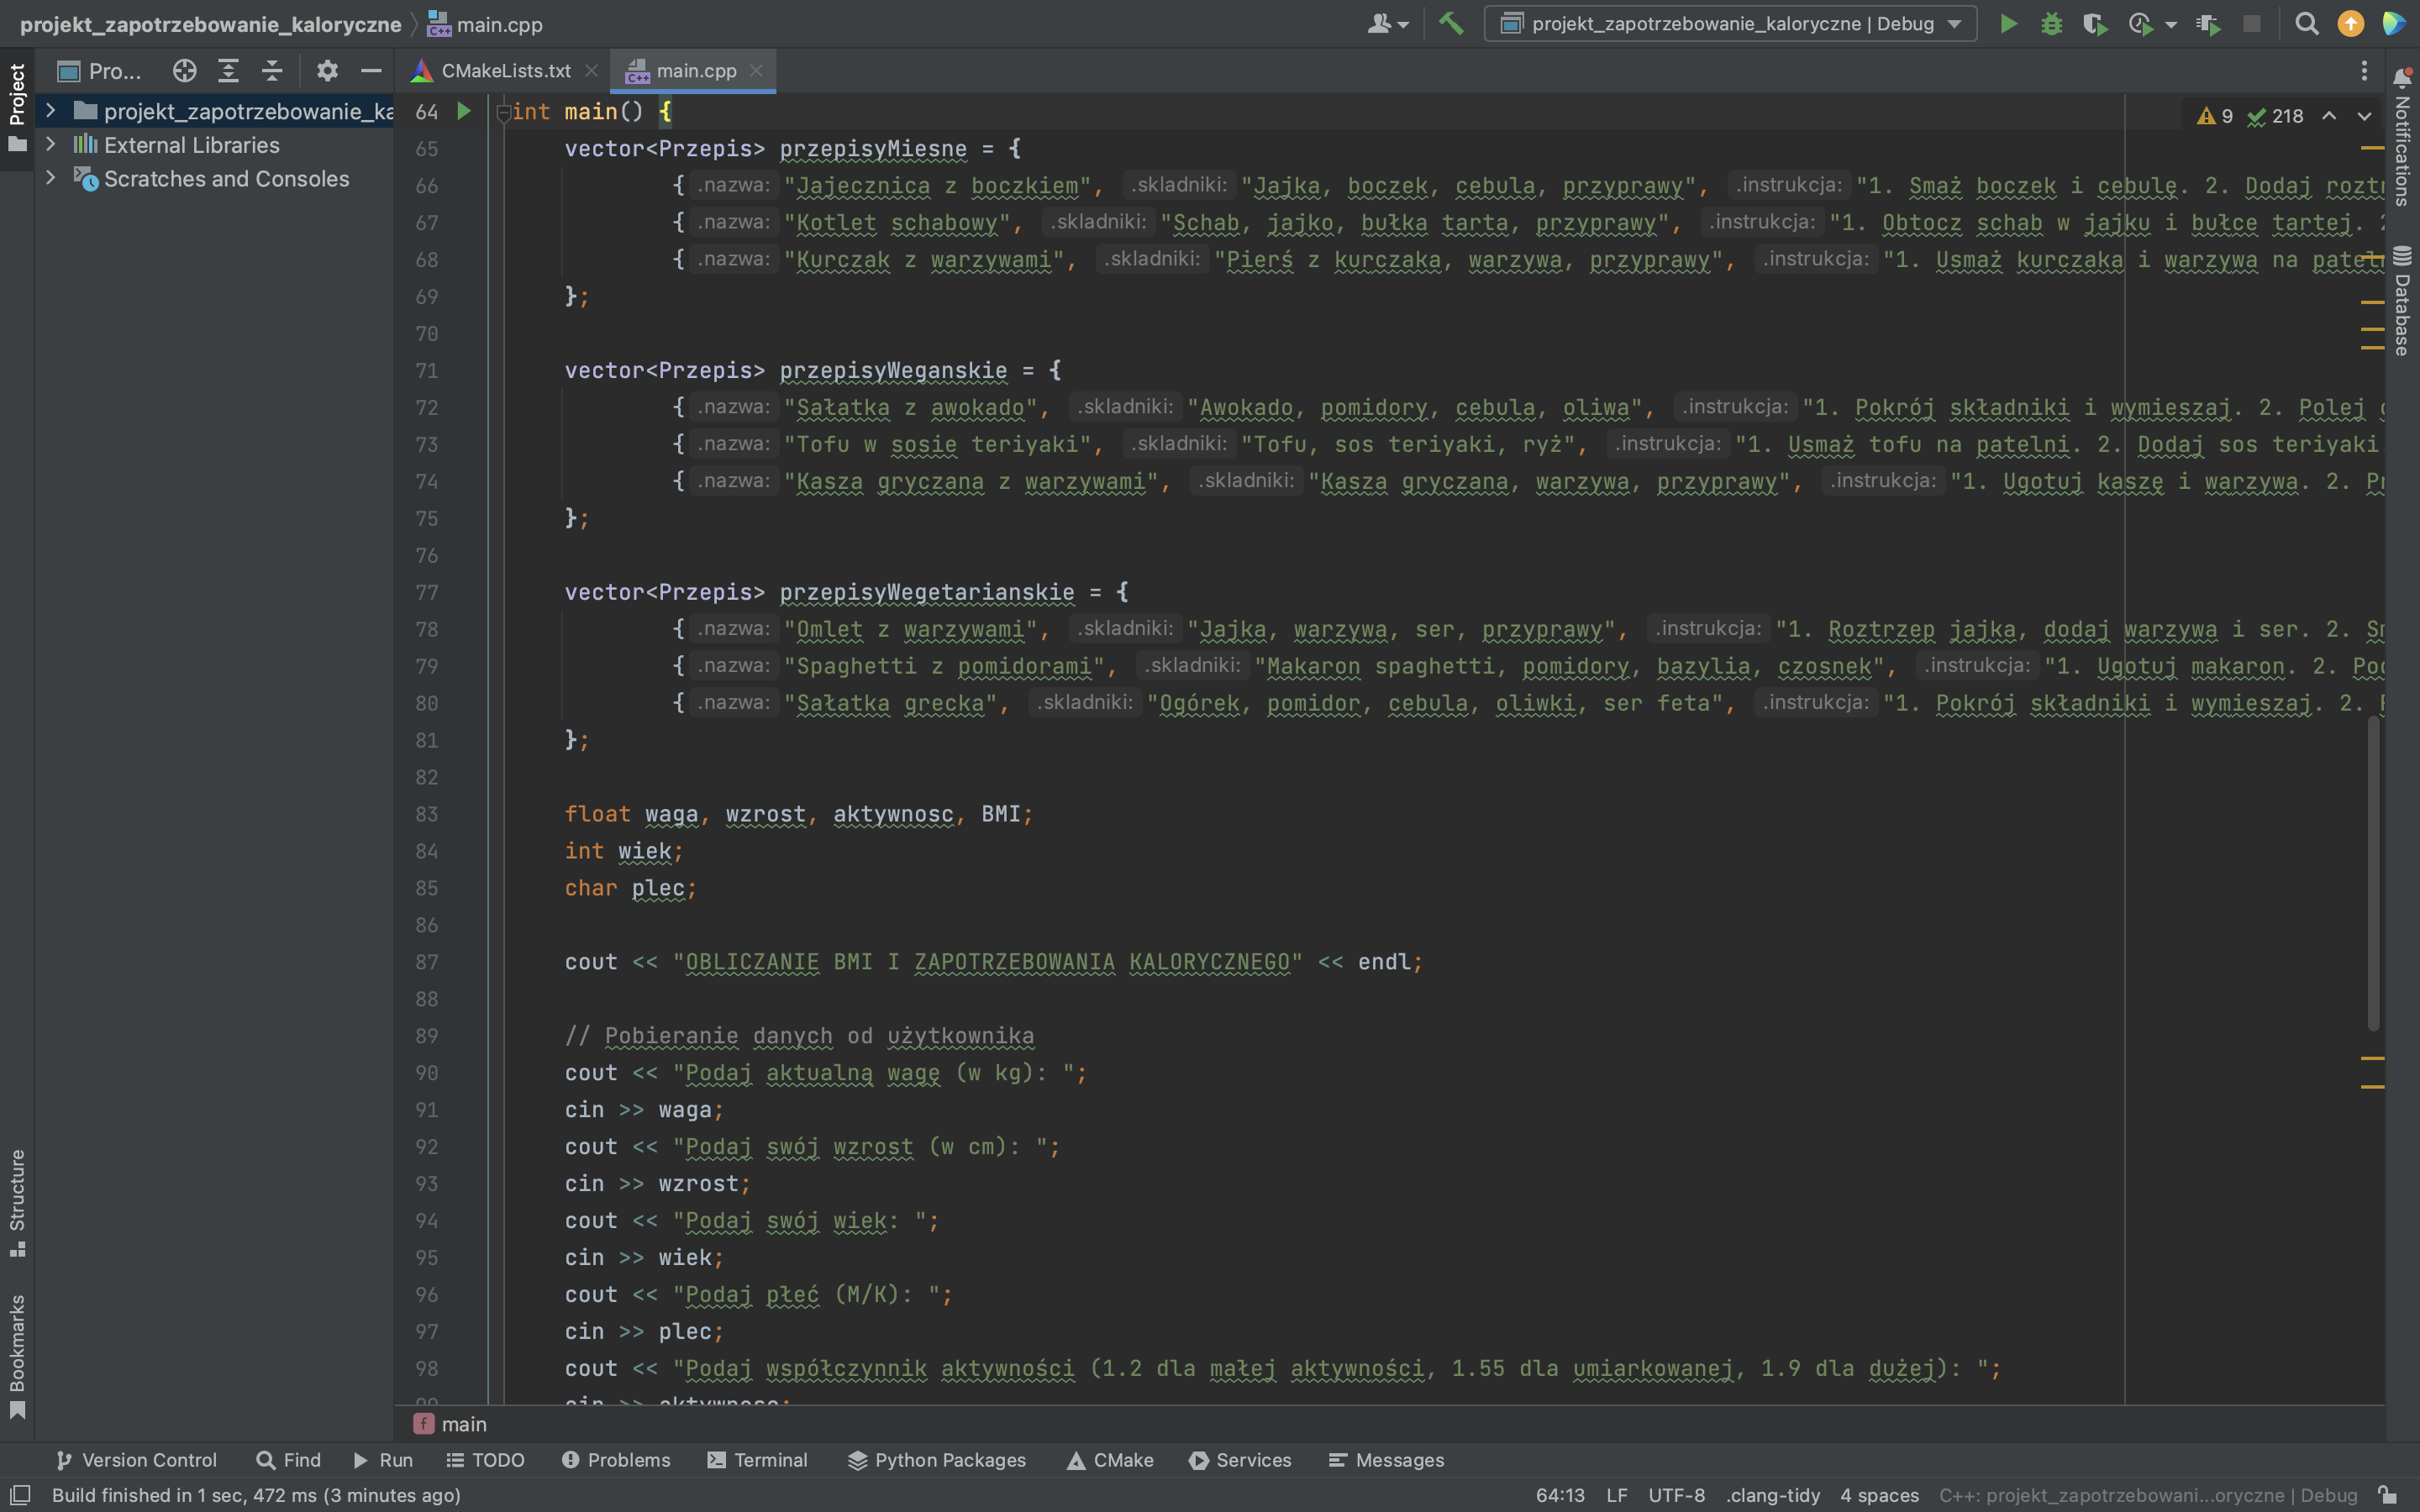 projekt_zapotrzebowanie_kaloryczne main.cpp projekt_zapotrzebowanie_kaloryczne | Debug
Project Pro... CMakeLists.txt main.cpp
projekt_zapotrzebowanie_ka
External Libraries
Scratches and Consoles
9 218
64 int main() {
65 vector<Przepis> przepisyMiesne = {
66 { .nazwa: "Jajecznica z boczkiem", .skladniki: "Jajka, boczek, cebula, przyprawy", .instrukcja: "1. Smaż boczek i cebulę. 2. Dodaj roztr
67 { .nazwa: "Kotlet schabowy", .skladniki: "Schab, jajko, bułka tarta, przyprawy", .instrukcja: "1. Obtocz schab w jajku i bułce tartej. 2
68 { .nazwa: "Kurczak z warzywami", .skladniki: "Pierś z kurczaka, warzywa, przyprawy", .instrukcja: "1. Usmaż kurczaka i warzywa na pateln
69 };
70
71 vector<Przepis> przepisyWeganskie = {
72 { .nazwa: "Sałatka z awokado", .skladniki: "Awokado, pomidory, cebula, oliwa", .instrukcja: "1. Pokrój składniki i wymieszaj. 2. Polej
73 { .nazwa: "Tofu w sosie teriyaki", .skladniki: "Tofu, sos teriyaki, ryż", .instrukcja: "1. Usmaż tofu na patelni. 2. Dodaj sos teriyaki
74 { .nazwa: "Kasza gryczana z warzywami", .skladniki: "Kasza gryczana, warzywa, przyprawy", .instrukcja: "1. Ugotuj kaszę i warzywa. 2. Pr
75 };
76
77 vector<Przepis> przepisyWegetarianskie = {
78 { .nazwa: "Omlet z warzywami", .skladniki: "Jajka, warzywa, ser, przyprawy", .instrukcja: "1. Roztrzep jajka, dodaj warzywa i ser. 2. Sm
79 { .nazwa: "Spaghetti z pomidorami", .skladniki: "Makaron spaghetti, pomidory, bazylia, czosnek", .instrukcja: "1. Ugotuj makaron. 2. Pod
80 { .nazwa: "Sałatka grecka", .skladniki: "Ogórek, pomidor, cebula, oliwki, ser feta", .instrukcja: "1. Pokrój składniki i wymieszaj. 2.
81 };
82
83 float waga, wzrost, aktywnosc, BMI;
84 int wiek;
85 char plec;
86
87 cout << "OBLICZANIE BMI I ZAPOTRZEBOWANIA KALORYCZNEGO" << endl;
88
89 // Pobieranie danych od użytkownika
90 cout << "Podaj aktualną wagę (w kg): ";
91 cin >> waga;
92 cout << "Podaj swój wzrost (w cm): ";
93 cin >> wzrost;
94 cout << "Podaj swój wiek: ";
95 cin >> wiek;
96 cout << "Podaj płeć (M/K): ";
97 cin >> plec;
98 cout << "Podaj współczynnik aktywności (1.2 dla małej aktywności, 1.55 dla umiarkowanej, 1.9 dla dużej): ";
99 cin >> aktywnosc;
Notifications
Database
Structure
Bookmarks
f main
Version Control Find Run TODO Problems Terminal Python Packages CMake Services Messages
Build finished in 1 sec, 472 ms (3 minutes ago) 64:13 LF UTF-8 .clang-tidy 4 spaces C++: projekt_zapotrzebowani...oryczne | Debug